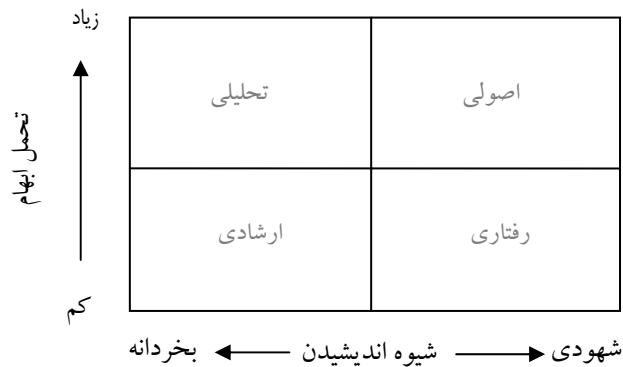 زیاد
اصولی
تحلیلی
تحمل ابهام
رفتاری
ارشادی
کم
شهودی
شیوه اندیشیدن
بخردانه